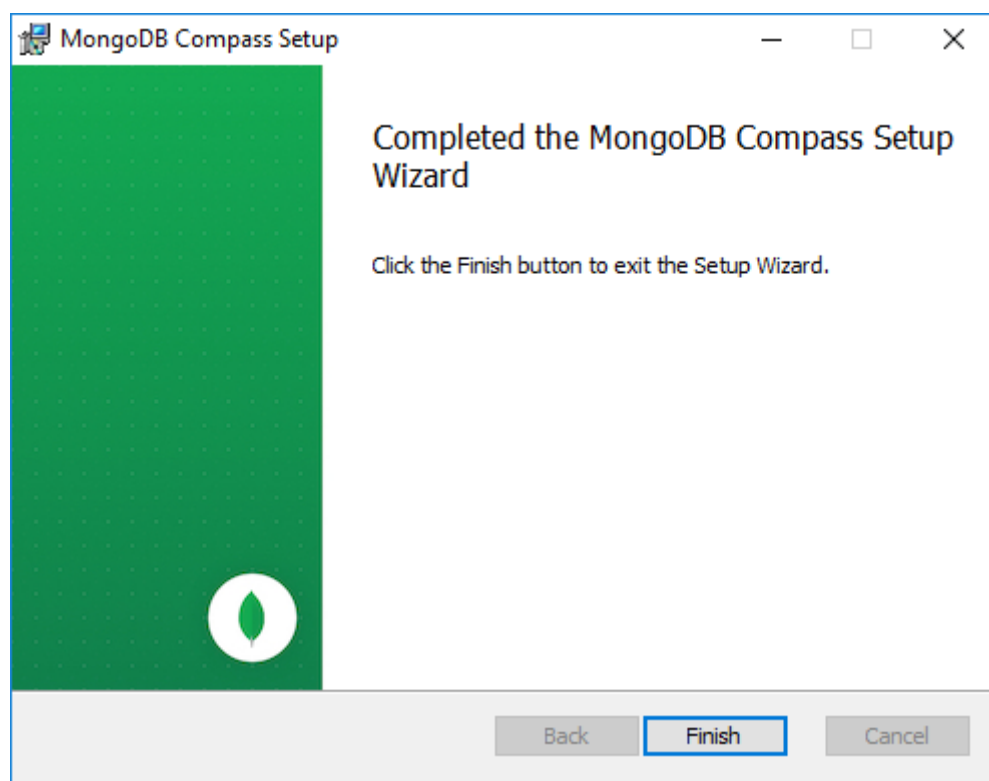 MongoDB Compass Setup
Completed the MongoDB Compass Setup
Wizard
Click the Finish button to exit the Setup Wizard.
Back
Finish
Cancel